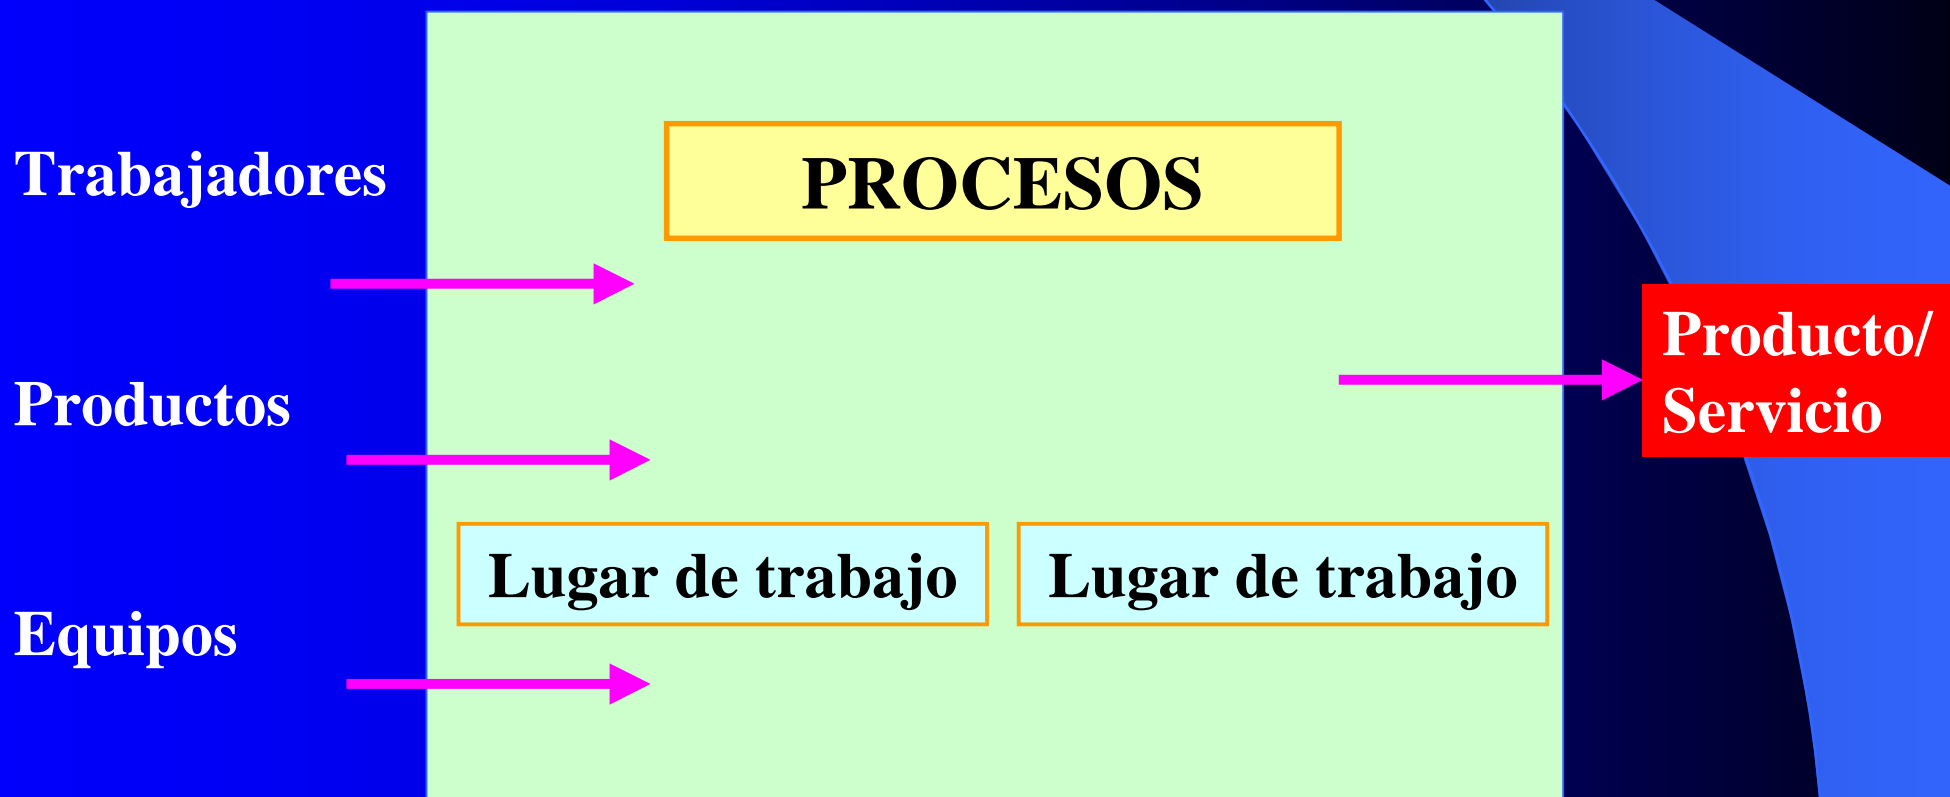 Trabajadores
PROCESOS
Productos
Producto/
Servicio
Lugar de trabajo
Lugar de trabajo
Equipos